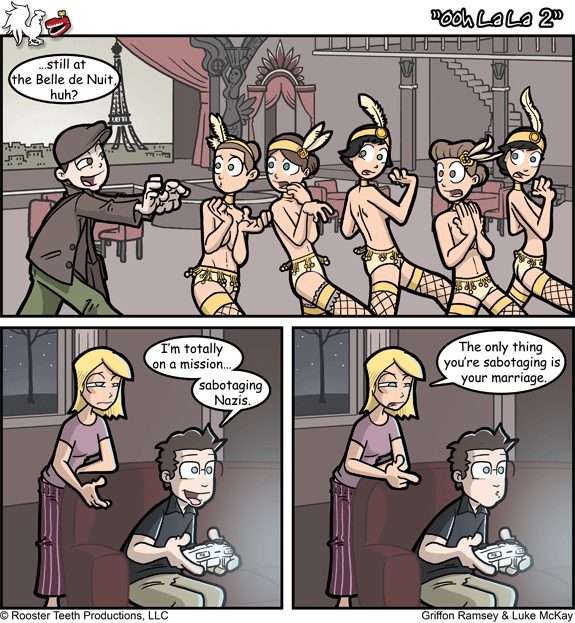 "Ooh La La 2"
...still at
the Belle de Nuit,
huh?
I'm totally
on a mission...
sabotaging
Nazis.
The only thing
you're sabotaging is
your marriage.
© Rooster Teeth Productions, LLC
Griffon Ramsey & Luke McKay